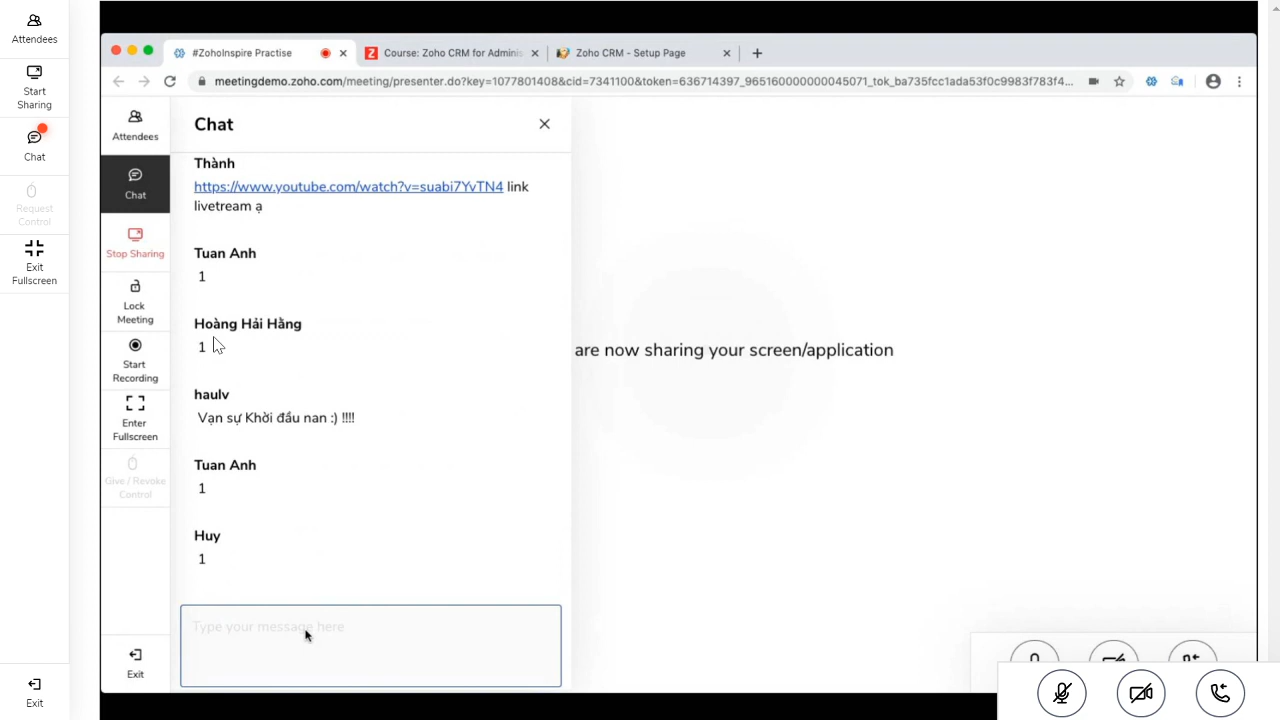 Attendees
Start
Sharing
Chat
Request
Control
Exit
Fullscreen
Exit
#ZohoInspire Practise
Course: Zoho CRM for Adminis
Zoho CRM - Setup Page
meetingdemo.zoho.com/meeting/presenter.do?key=1077801408&cid=7341100&token=636714397_965160000000045071_tok_ba735fcc1ada53f0c9983f783f4...
Attendees
Chat
Stop Sharing
Lock
Meeting
Start
Recording
Enter
Fullscreen
Give / Revoke
Control
Exit
Chat
Thành
https://www.youtube.com/watch?v=suabi7YvTN4 link
livetream ạ
Tuan Anh
1
Hoàng Hải Hằng
1
haulv
Vạn sự Khời đầu nan :) !!!!
Tuan Anh
1
Huy
1
Type your message here
are now sharing your screen/application